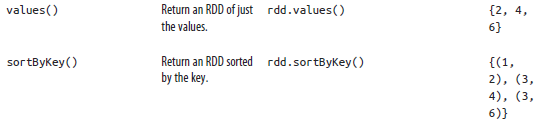 values() Return an RDD of just rdd.values() {2, 4,
the values. 6}
sortByKey() Return an RDD sorted rdd.sortByKey() {(1,
by the key. 2), (3,
4), (3,
6)}